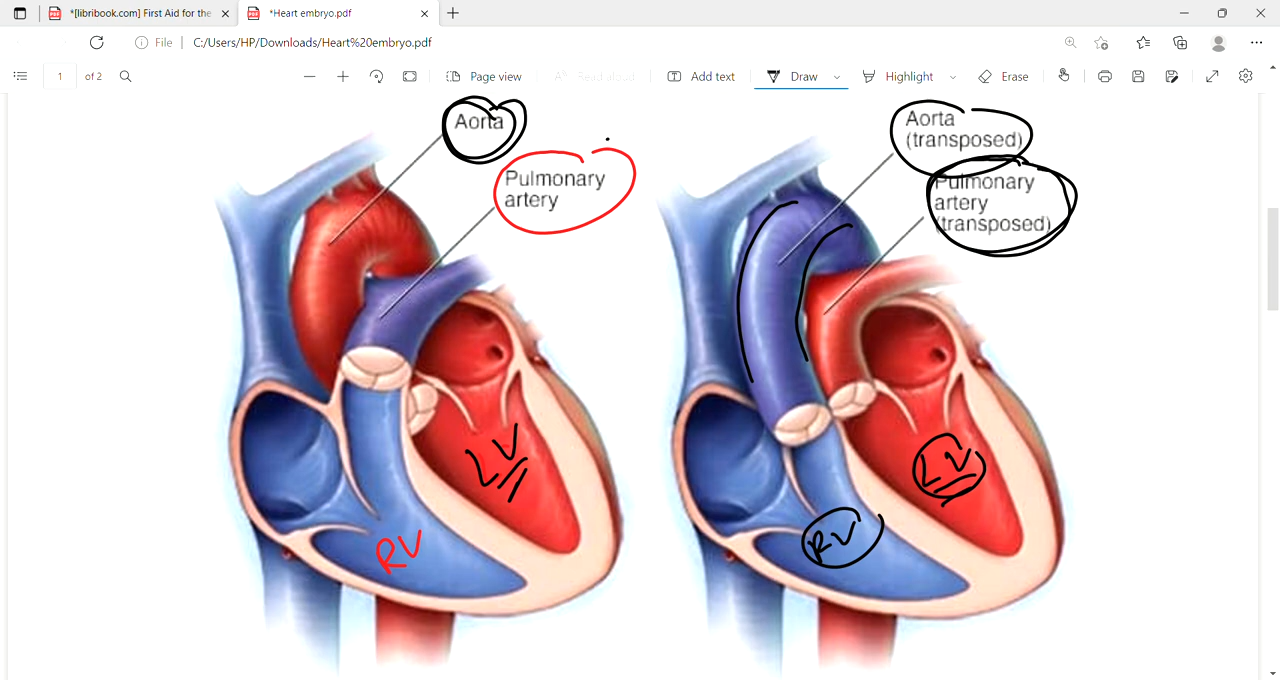 *[libribook.com] First Aid for the
*Heart embryo.pdf
File
C:/Users/HP/Downloads/Heart%20embryo.pdf
1
of 2
Page view
Read aloud
Add text
Draw
Highlight
Erase
Aorta
Pulmonary
artery
Aorta
(transposed)
Pulmonary
artery
(transposed)
LV
RV
LV
RV